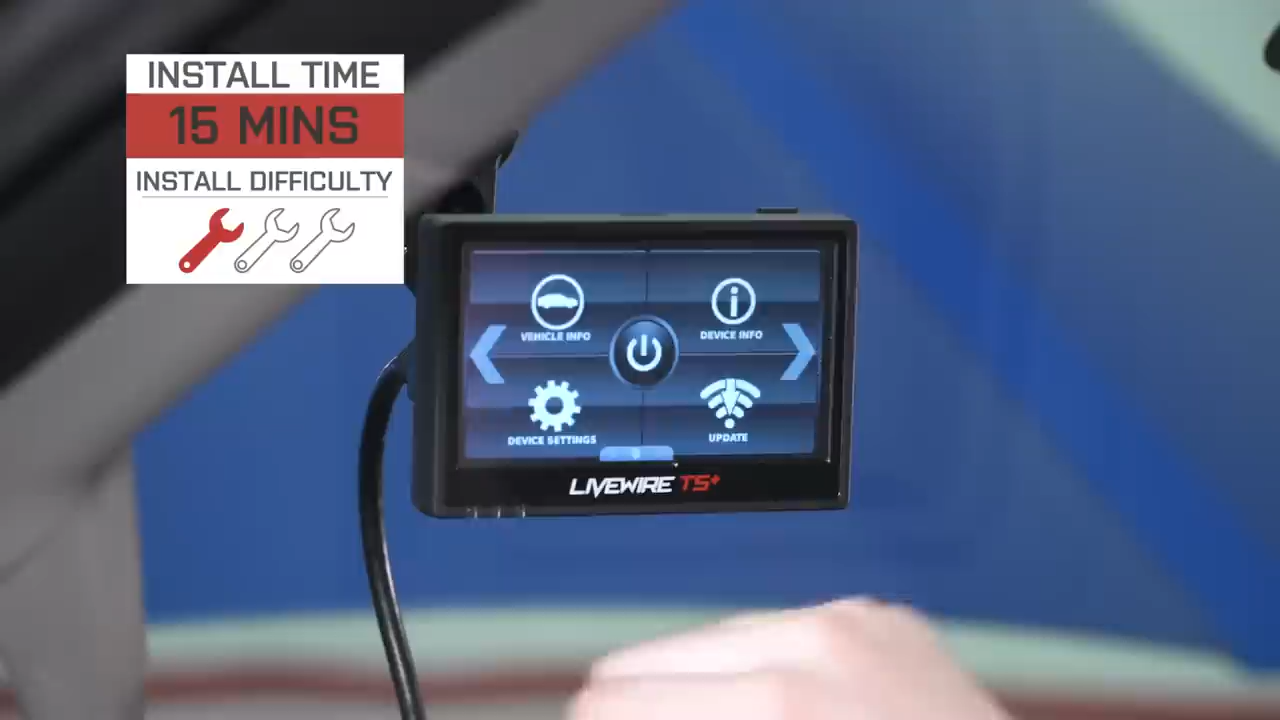 INSTALL TIME
15 MINS
INSTALL DIFFICULTY
VEHICLE INFO
DEVICE INFO
DEVICE SETTINGS
UPDATE
LIVEWIRE TS+